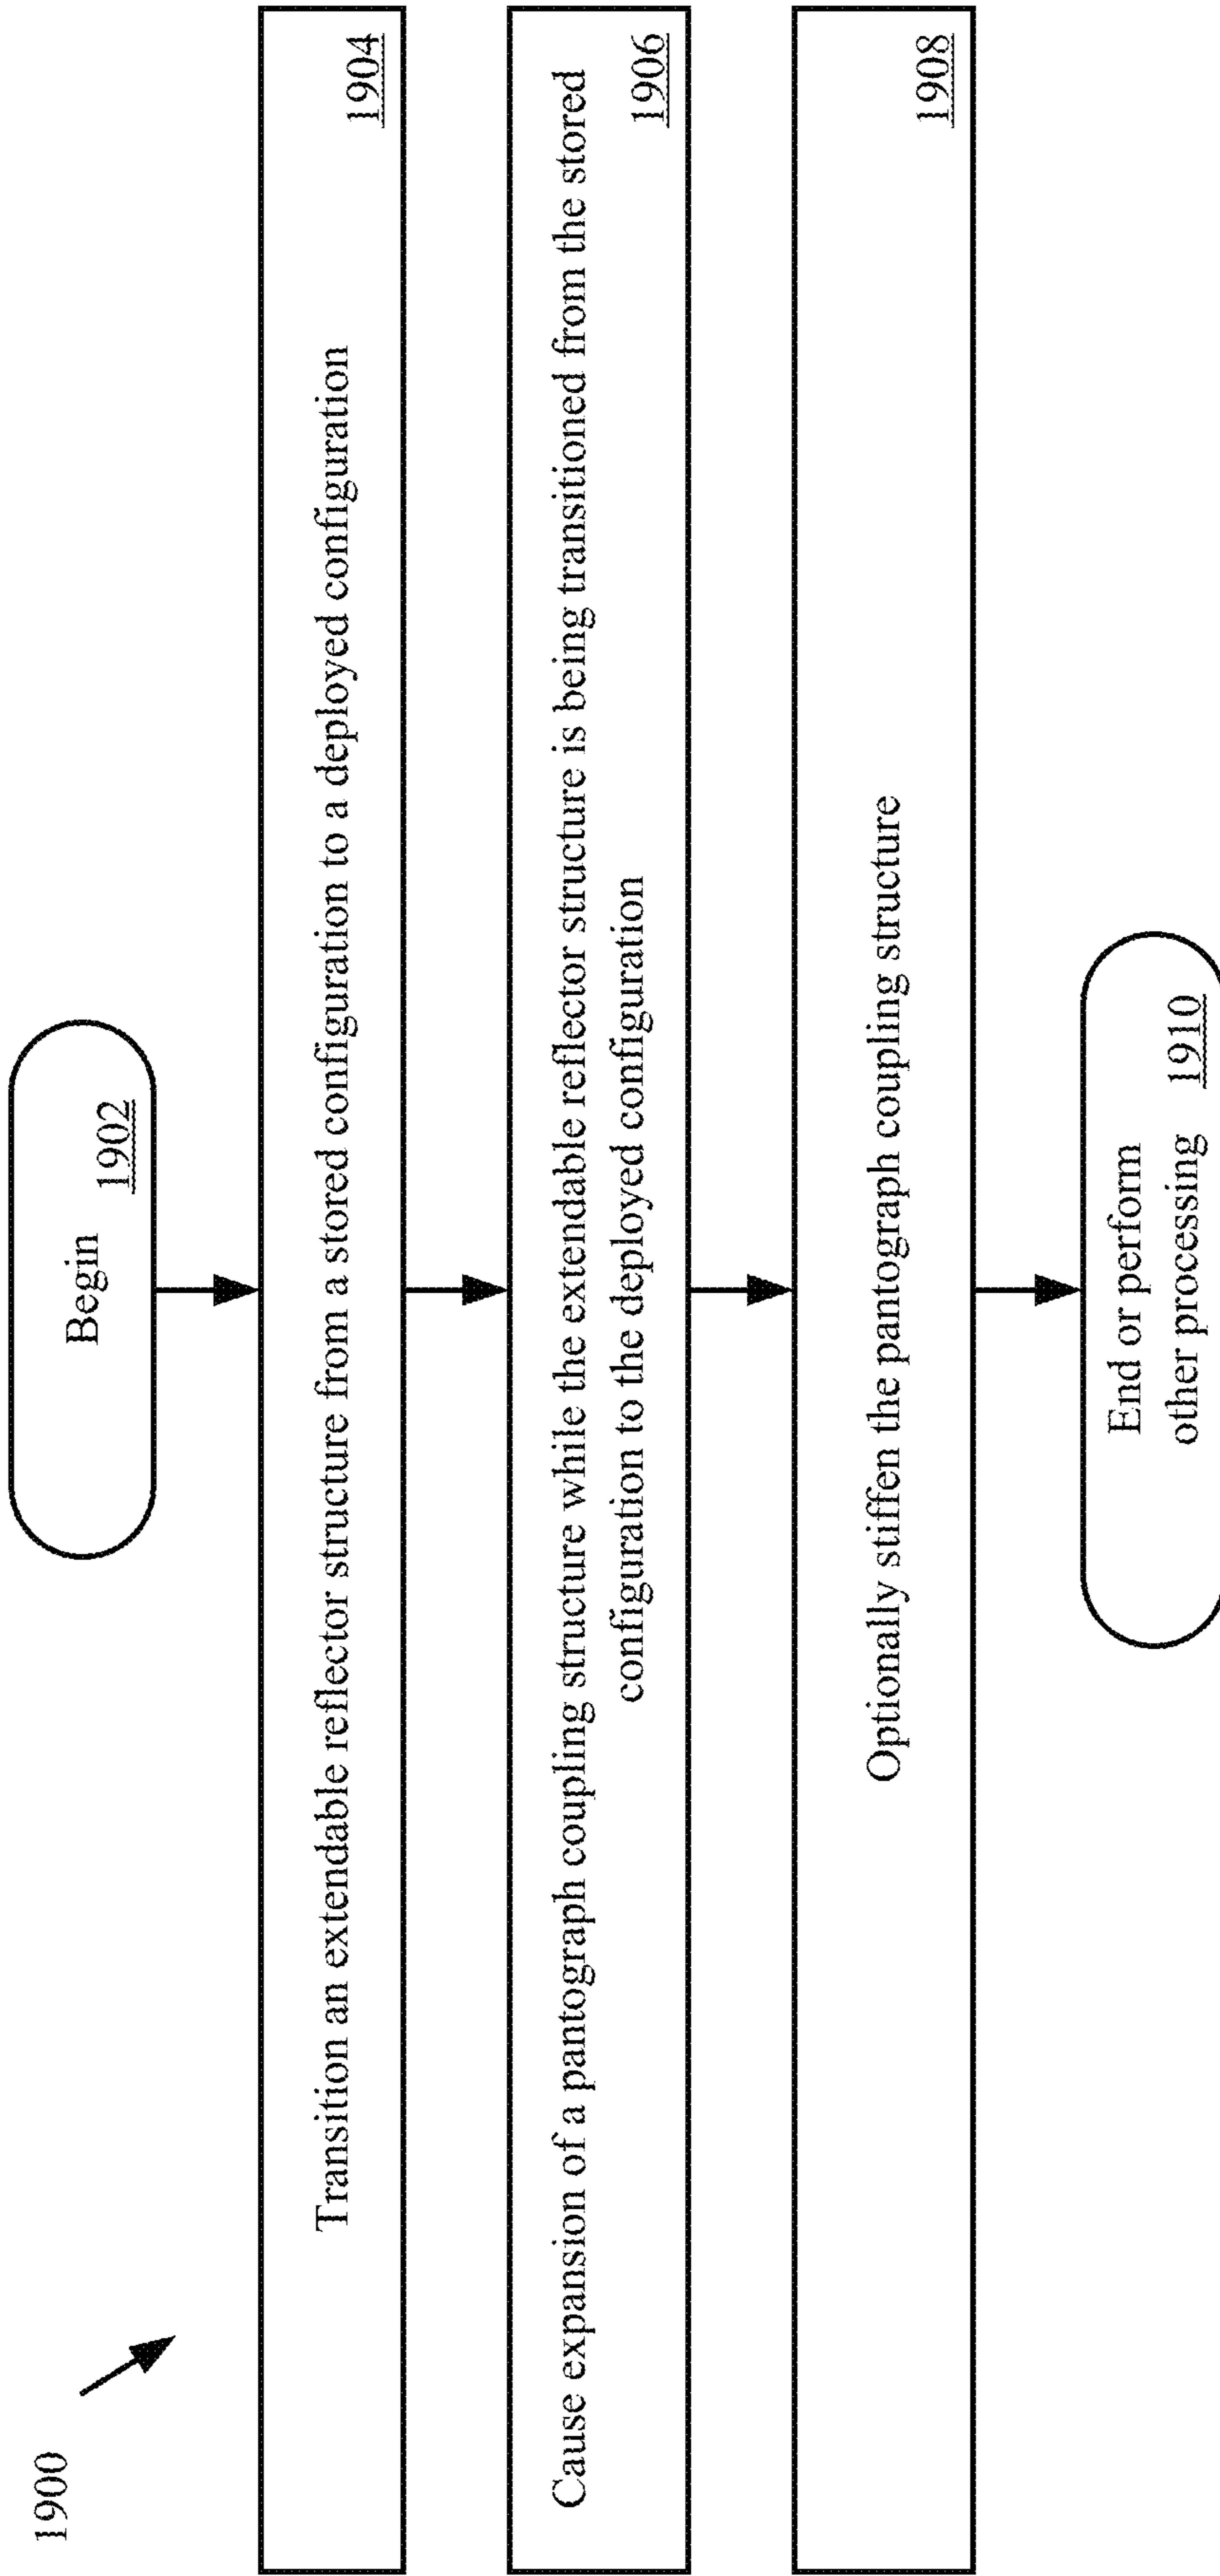 1900
Begin
1902
Transition an extendable reflector structure from a stored configuration to a deployed configuration
1904
Cause expansion of a pantograph coupling structure while the extendable reflector structure is being transitioned from the stored
configuration to the deployed configuration
1906
Optionally stiffen the pantograph coupling structure
1908
End or perform
other processing 1910